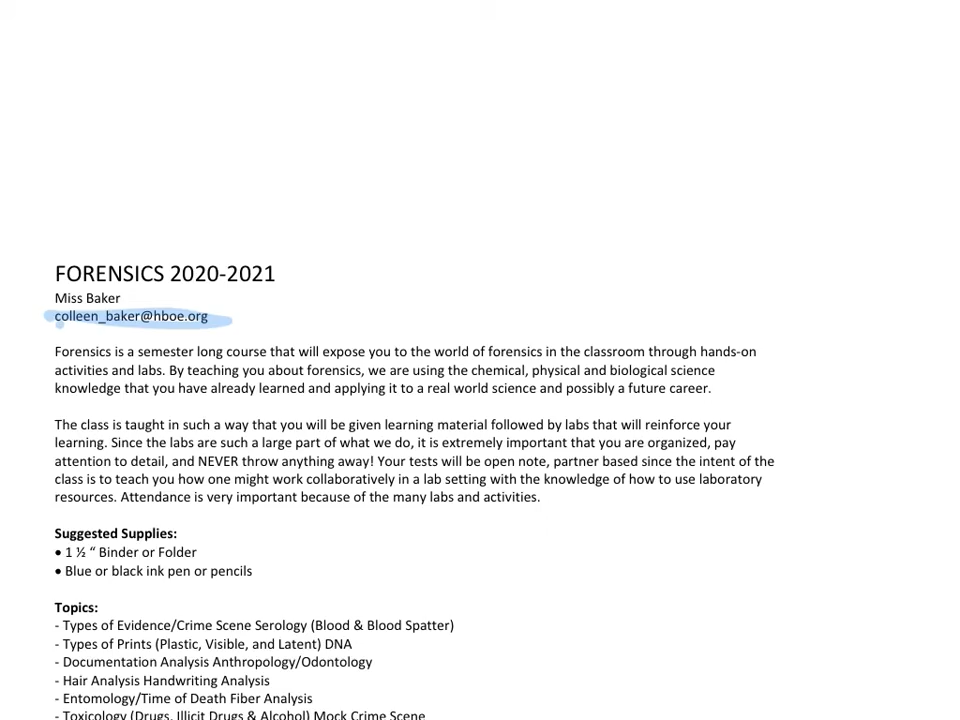 FORENSICS 2020-2021
Miss Baker
colleen_baker@hboe.org
Forensics is a semester long course that will expose you to the world of forensics in the classroom through hands-on
activities and labs. By teaching you about forensics, we are using the chemical, physical and biological science
knowledge that you have already learned and applying it to a real world science and possibly a future career.
The class is taught in such a way that you will be given learning material followed by labs that will reinforce your
learning. Since the labs are such a large part of what we do, it is extremely important that you are organized, pay
attention to detail, and NEVER throw anything away! Your tests will be open note, partner based since the intent of the
class is to teach you how one might work collaboratively in a lab setting with the knowledge of how to use laboratory
resources. Attendance is very important because of the many labs and activities.
Suggested Supplies:
• 1 ½ “ Binder or Folder
• Blue or black ink pen or pencils
Topics:
- Types of Evidence/Crime Scene Serology (Blood & Blood Spatter)
- Types of Prints (Plastic, Visible, and Latent) DNA
- Documentation Analysis Anthropology/Odontology
- Hair Analysis Handwriting Analysis
- Entomology/Time of Death Fiber Analysis
- Toxicology (Drugs, Illicit Drugs & Alcohol) Mock Crime Scene